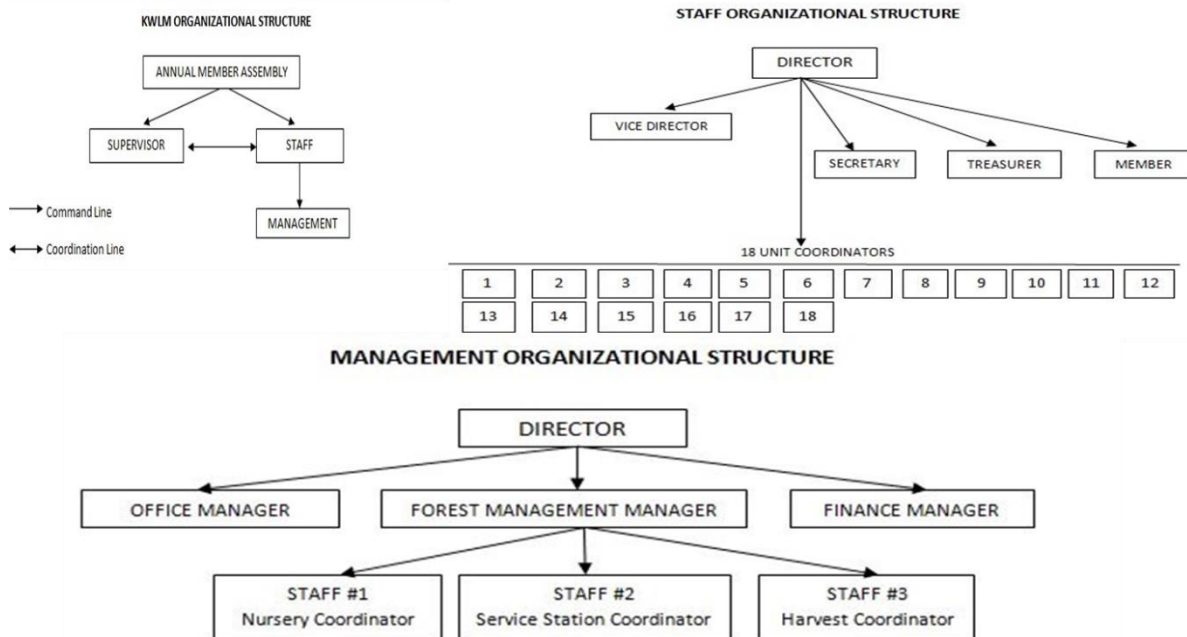 KWLM ORGANIZATIONAL STRUCTURE
ANNUAL MEMBER ASSEMBLY
SUPERVISOR STAFF
MANAGEMENT
Command Line
Coordination Line
STAFF ORGANIZATIONAL STRUCTURE
DIRECTOR
VICE DIRECTOR
SECRETARY TREASURER MEMBER
18 UNIT COORDINATORS
1 2 3 4 5 6 7 8 9 10 11 12
13 14 15 16 17 18
MANAGEMENT ORGANIZATIONAL STRUCTURE
DIRECTOR
OFFICE MANAGER FOREST MANAGEMENT MANAGER FINANCE MANAGER
STAFF #1 STAFF #2 STAFF #3
Nursery Coordinator Service Station Coordinator Harvest Coordinator